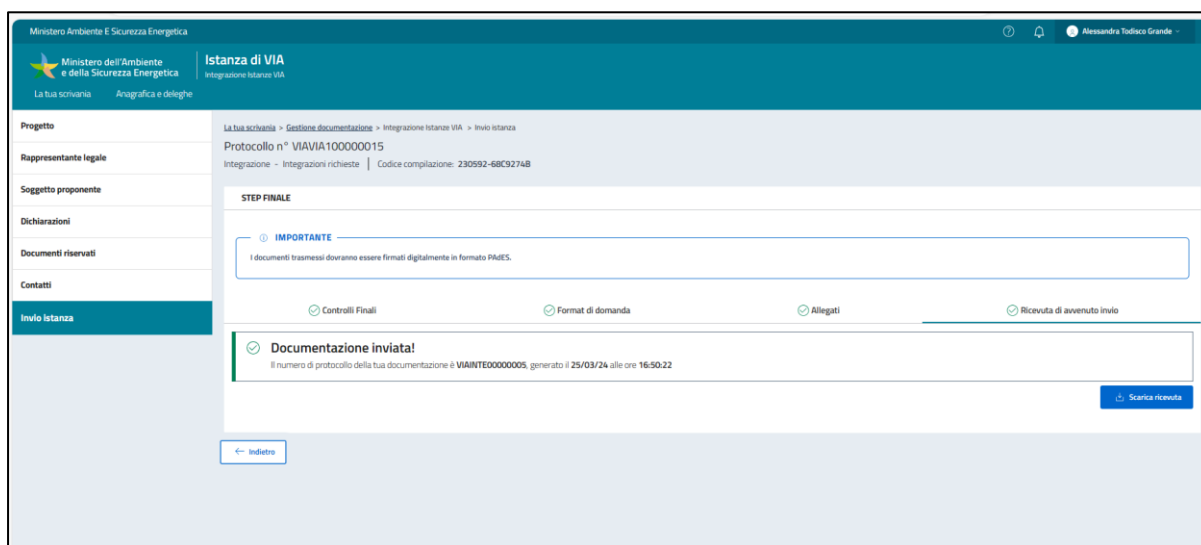 Ministero Ambiente E Sicurezza Energetica
Alessandra Todisco Grande
Ministero dell'Ambiente
e della Sicurezza Energetica
Istanza di VIA
Integrazione Istanze VIA
La tua scrivania Anagrafica e deleghe
Progetto
Rappresentante legale
Soggetto proponente
Dichiarazioni
Documenti riservati
Contatti
Invio istanza
La tua scrivania > Gestione documentazione > Integrazione Istanze VIA > Invio istanza
Protocollo n° VIAVIA100000015
Integrazione - Integrazioni richieste | Codice compilazione: 230592-68C9274B
STEP FINALE
IMPORTANTE
I documenti trasmessi dovranno essere firmati digitalmente in formato PAdES.
Controlli Finali Format di domanda Allegati Ricevuta di avvenuto invio
Documentazione inviata!
Il numero di protocollo della tua documentazione è VIAINTE00000005, generato il 25/03/24 alle ore 16:50:22
Scarica ricevuta
← Indietro